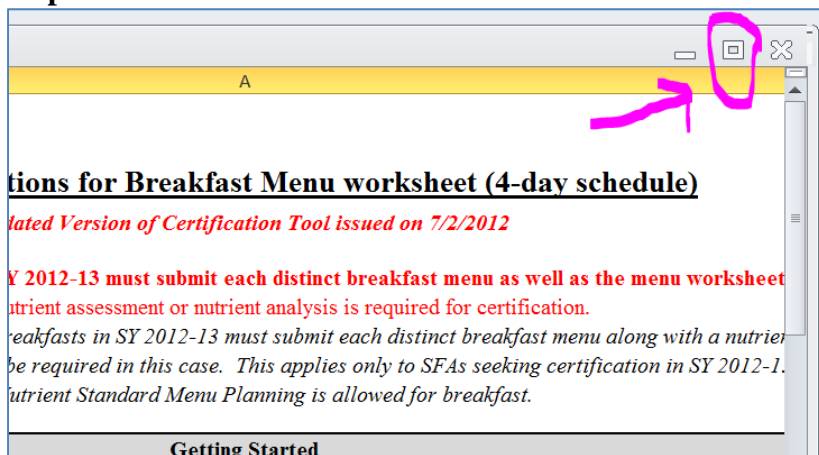 A
tions for Breakfast Menu worksheet (4-day schedule)
dated Version of Certification Tool issued on 7/2/2012
Y 2012-13 must submit each distinct breakfast menu as well as the menu worksheet
utrient assessment or nutrient analysis is required for certification.
reakfasts in SY 2012-13 must submit each distinct breakfast menu along with a nutrie
be required in this case. This applies only to SFAs seeking certification in SY 2012-1
utrient Standard Menu Planning is allowed for breakfast.
Getting Started